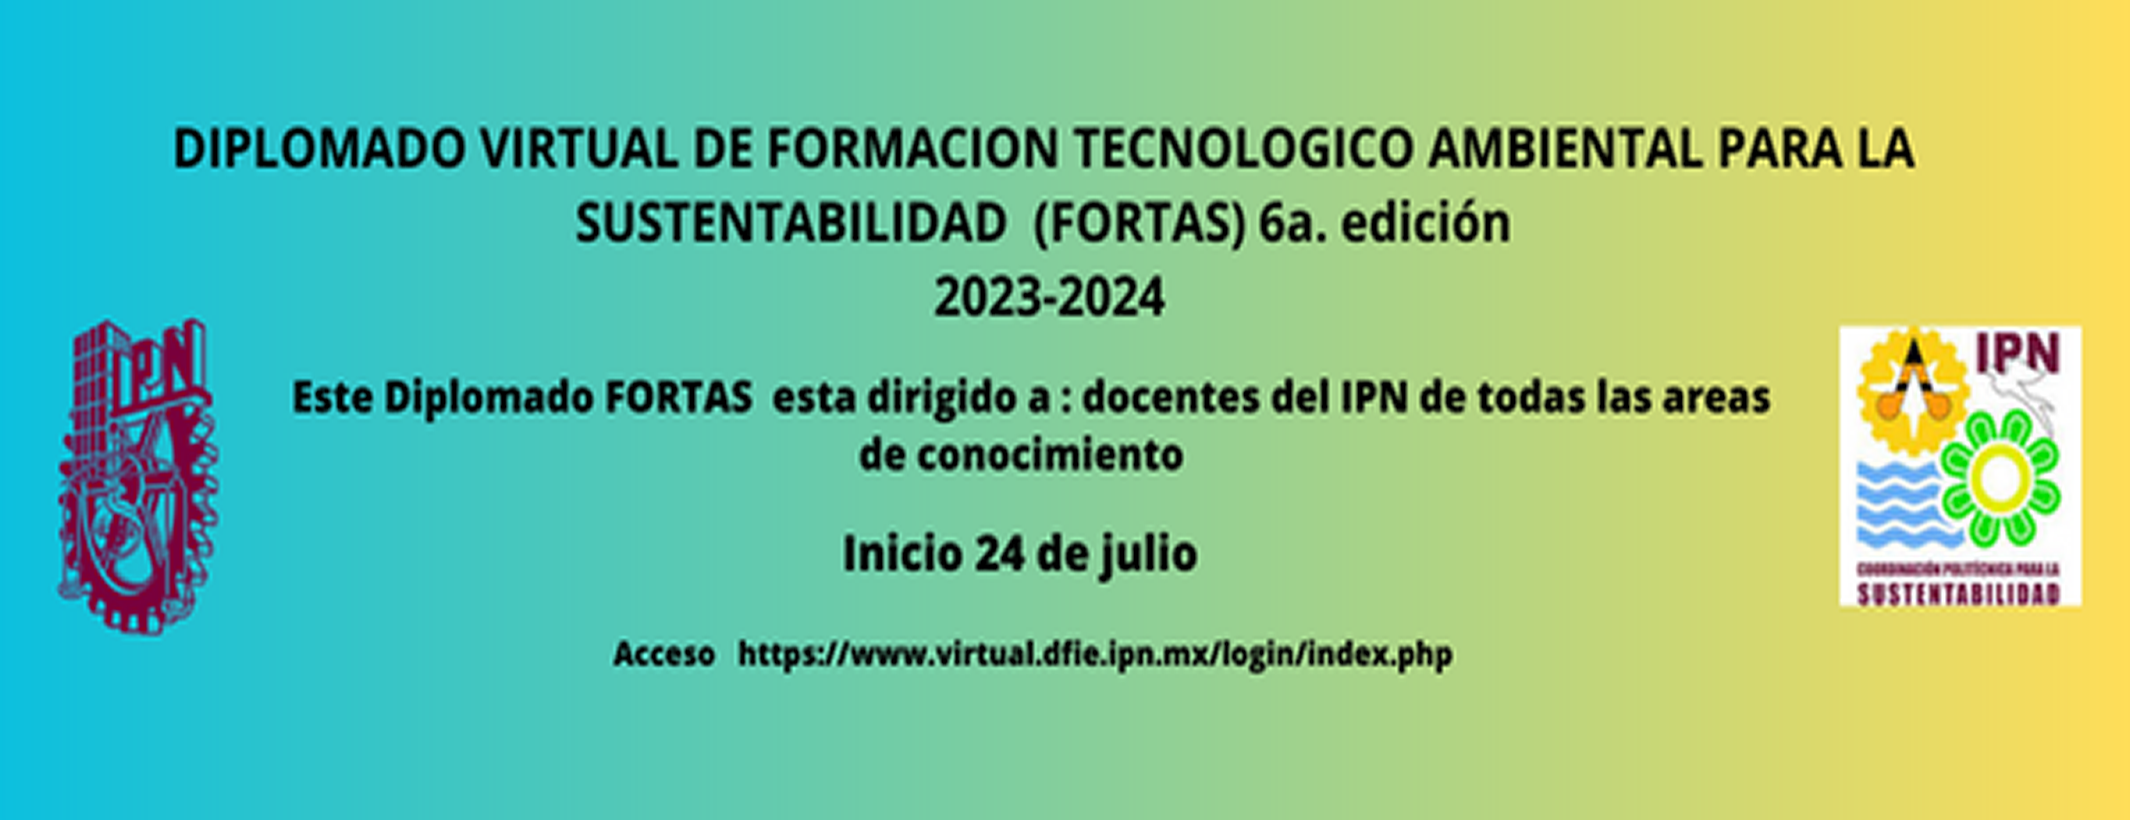 DIPLOMADO VIRTUAL DE FORMACION TECNOLOGICO AMBIENTAL PARA LA
SUSTENTABILIDAD (FORTAS) 6a. edición
2023-2024
IPN
IPN
Este Diplomado FORTAS esta dirigido a : docentes del IPN de todas las areas
de conocimiento
Inicio 24 de julio
COORDINACIÓN POLITÉCNICA PARA LA
SUSTENTABILIDAD
Acceso https://www.virtual.dfie.ipn.mx/login/index.php